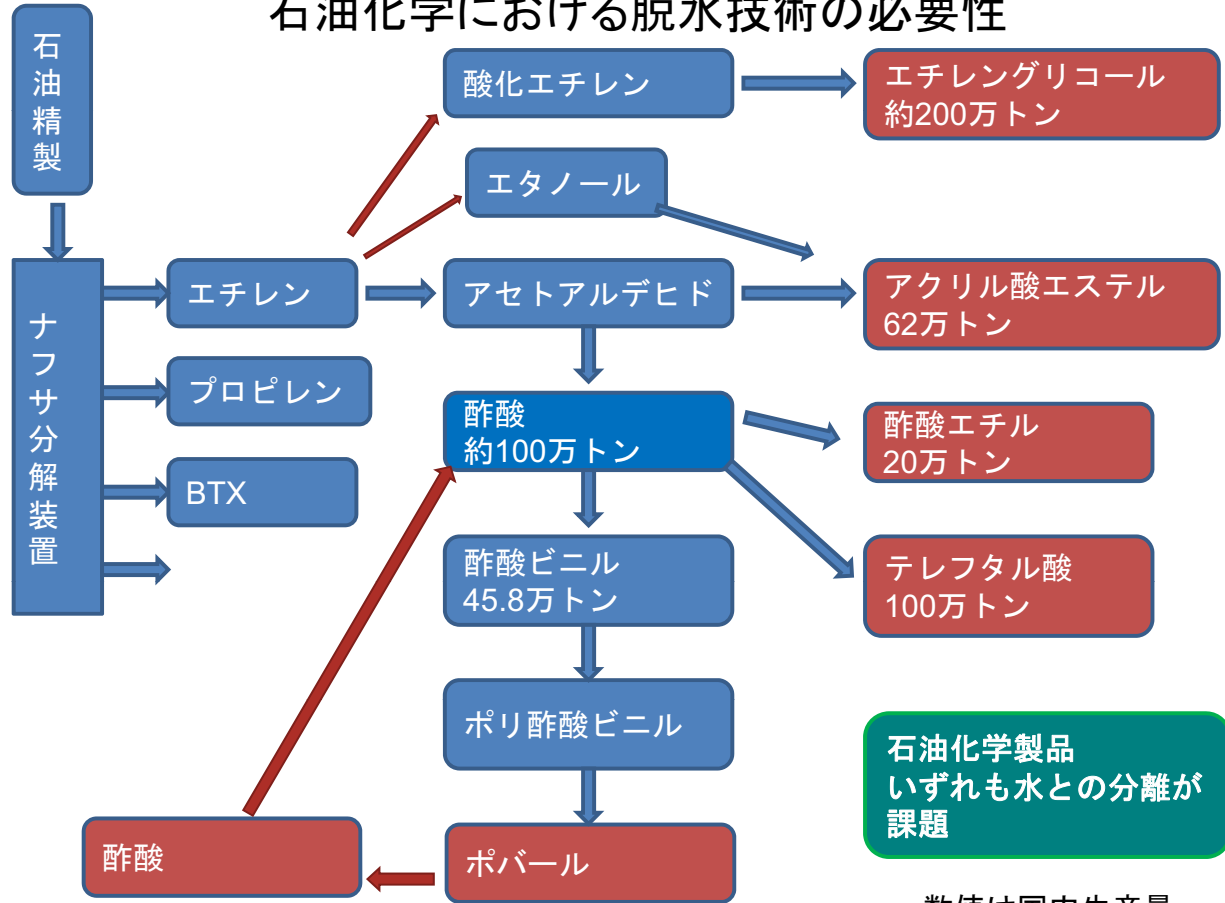 石油化学における脱水技術の必要性
石油精製
酸化エチレン
エチレングリコール
約200万トン
エタノール
ナフサ分解装置
エチレン
アセトアルデヒド
アクリル酸エステル
62万トン
プロピレン
酢酸
約100万トン
酢酸エチル
20万トン
BTX
酢酸ビニル
45.8万トン
テレフタル酸
100万トン
ポリ酢酸ビニル
石油化学製品
いずれも水との分離が
課題
酢酸
ポバール
数値は国内生産量